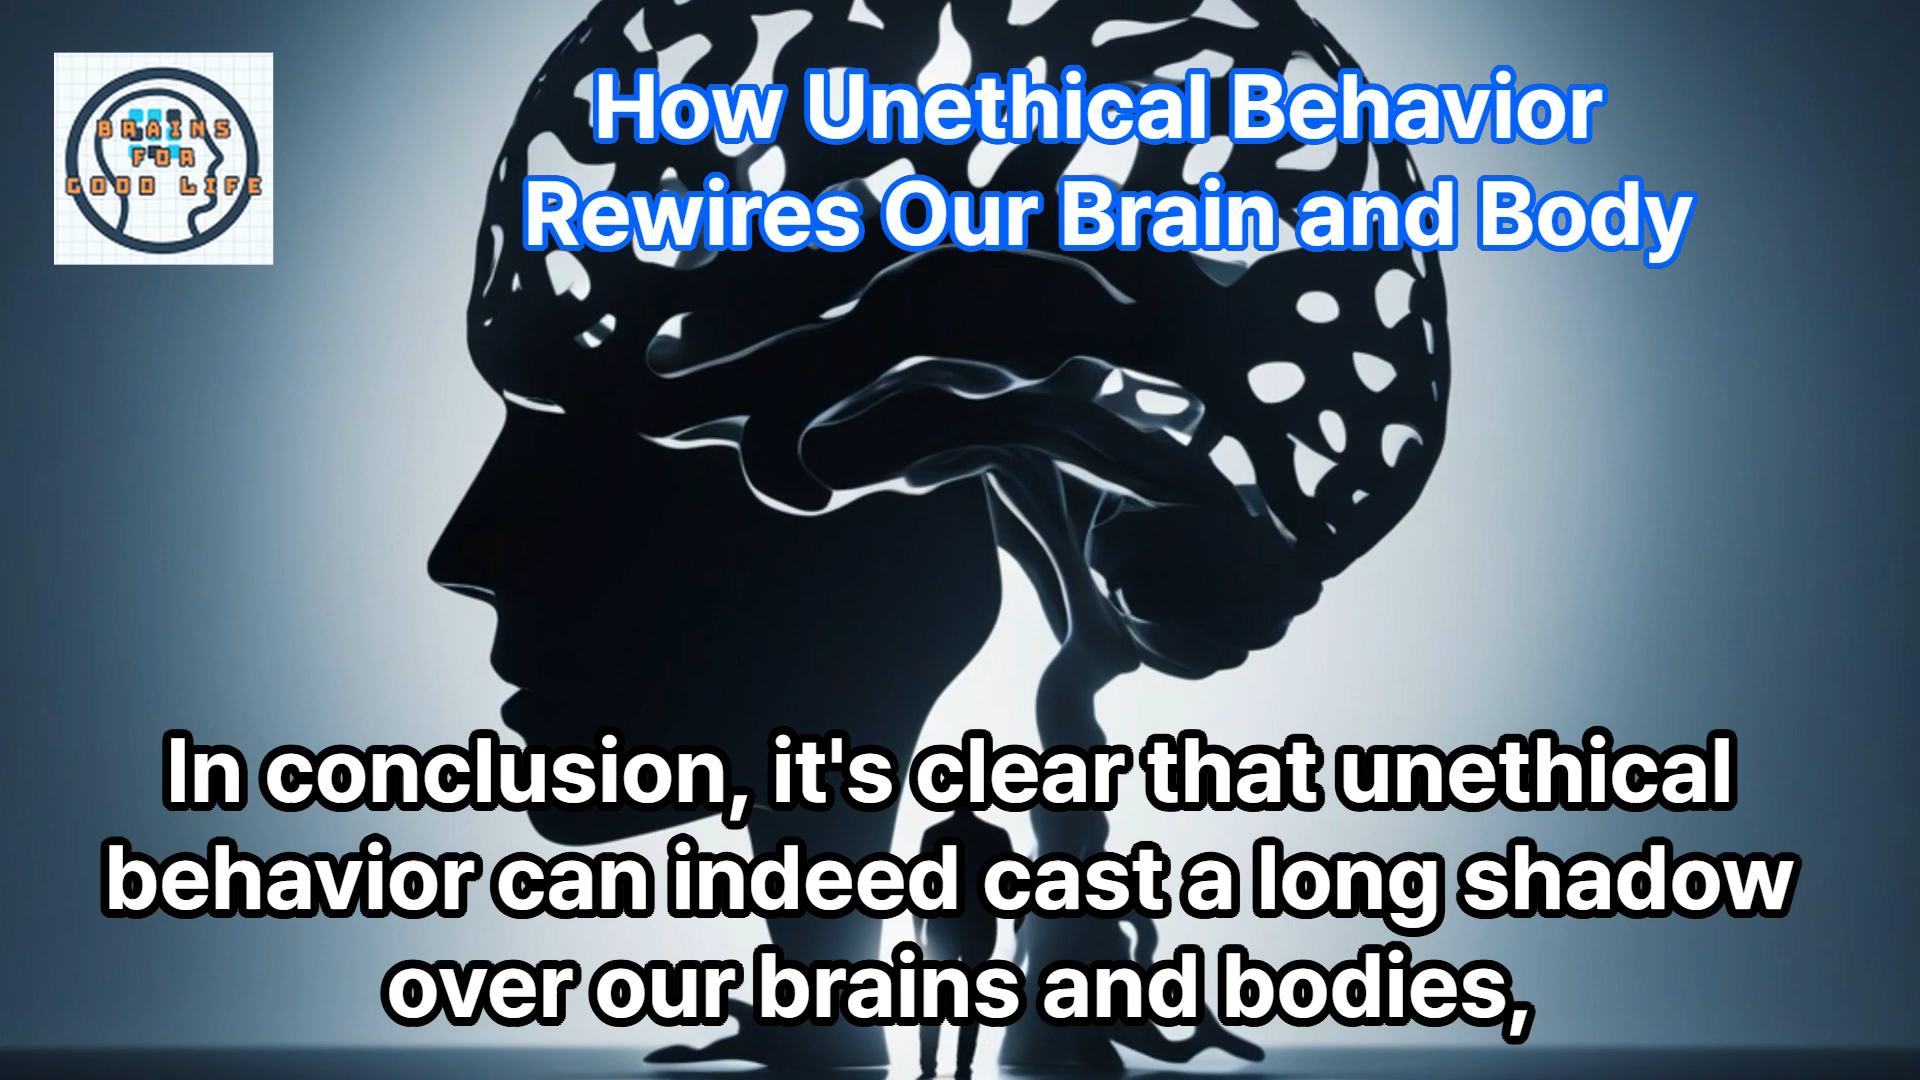 BRAINS
FOR
GOOD LIFE
How Unethical Behavior
Rewires Our Brain and Body
In conclusion, it's clear that unethical
behavior can indeed cast a long shadow
over our brains and bodies,